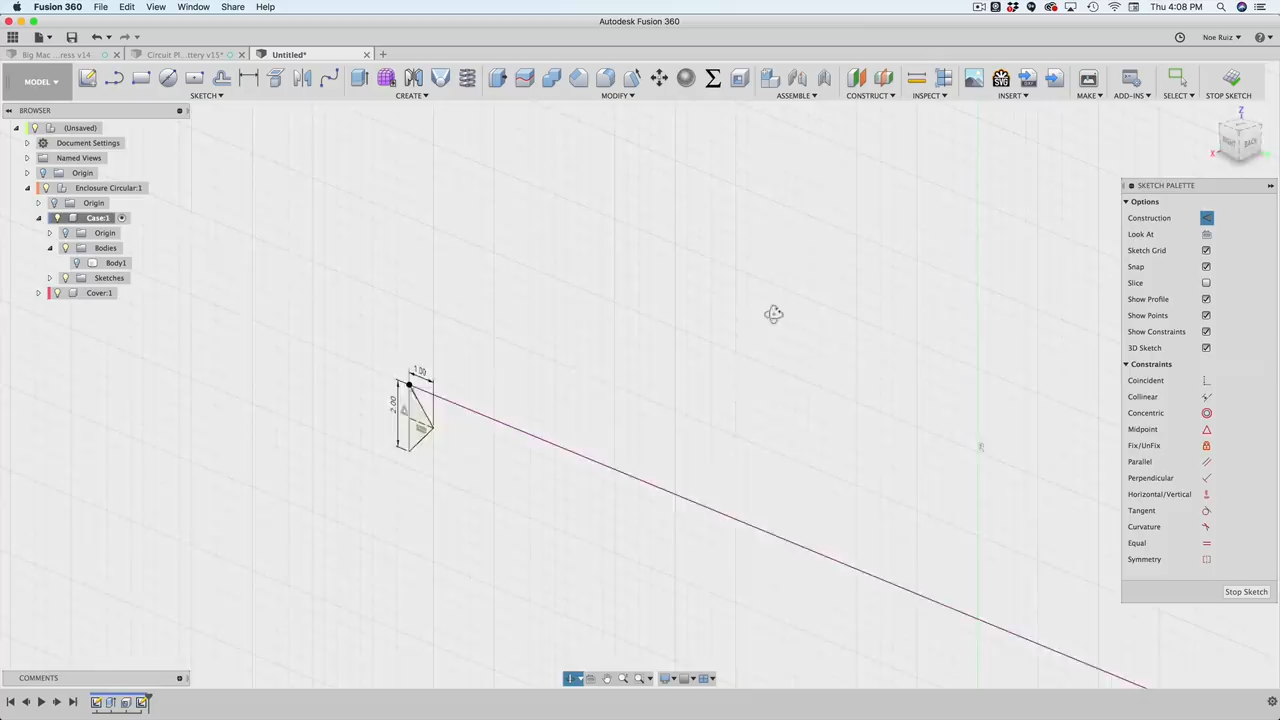 Fusion 360 File Edit View Window Share Help Thu 4:08 PM
Autodesk Fusion 360
Noe Ruiz
Big Mac ...ress v14 Circuit Pl...ttery v15* Untitled*
MODEL SKETCH CREATE MODIFY ASSEMBLE CONSTRUCT INSPECT INSERT MAKE ADD-INS SELECT STOP SKETCH
BROWSER
(Unsaved)
Document Settings
Named Views
Origin
Enclosure Circular:1
Origin
Case:1
Origin
Bodies
Body1
Sketches
Cover:1
Z
BACK
X
SKETCH PALETTE
Options
Construction
Look At
Sketch Grid
Snap
Slice
Show Profile
Show Points
Show Constraints
3D Sketch
Constraints
Coincident
Collinear
Concentric
Midpoint
Fix/UnFix
Parallel
Perpendicular
Horizontal/Vertical
Tangent
Curvature
Equal
Symmetry
Stop Sketch
1.00
2.00
COMMENTS